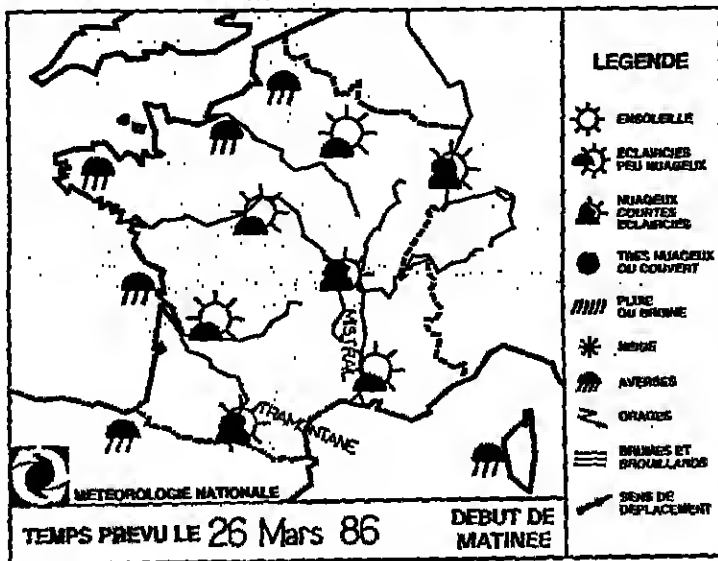 MISTRAL
TRAMONTANE
METEOROLOGIE NATIONALE
TEMPS PREVU LE 26 Mars 86
DEBUT DE
MATINEE
LEGENDE
ENSOLEILLE
ECLAIRCIES
PEU NUAGEUX
NUAGEUX
COURTES
ECLAIRCIES
TRES NUAGEUX
OU COUVERT
PLUIE
OU BRUINE
NEIGE
AVERSES
ORAGES
BRUMES ET
BROUILLARDS
SENS DE
DEPLACEMENT